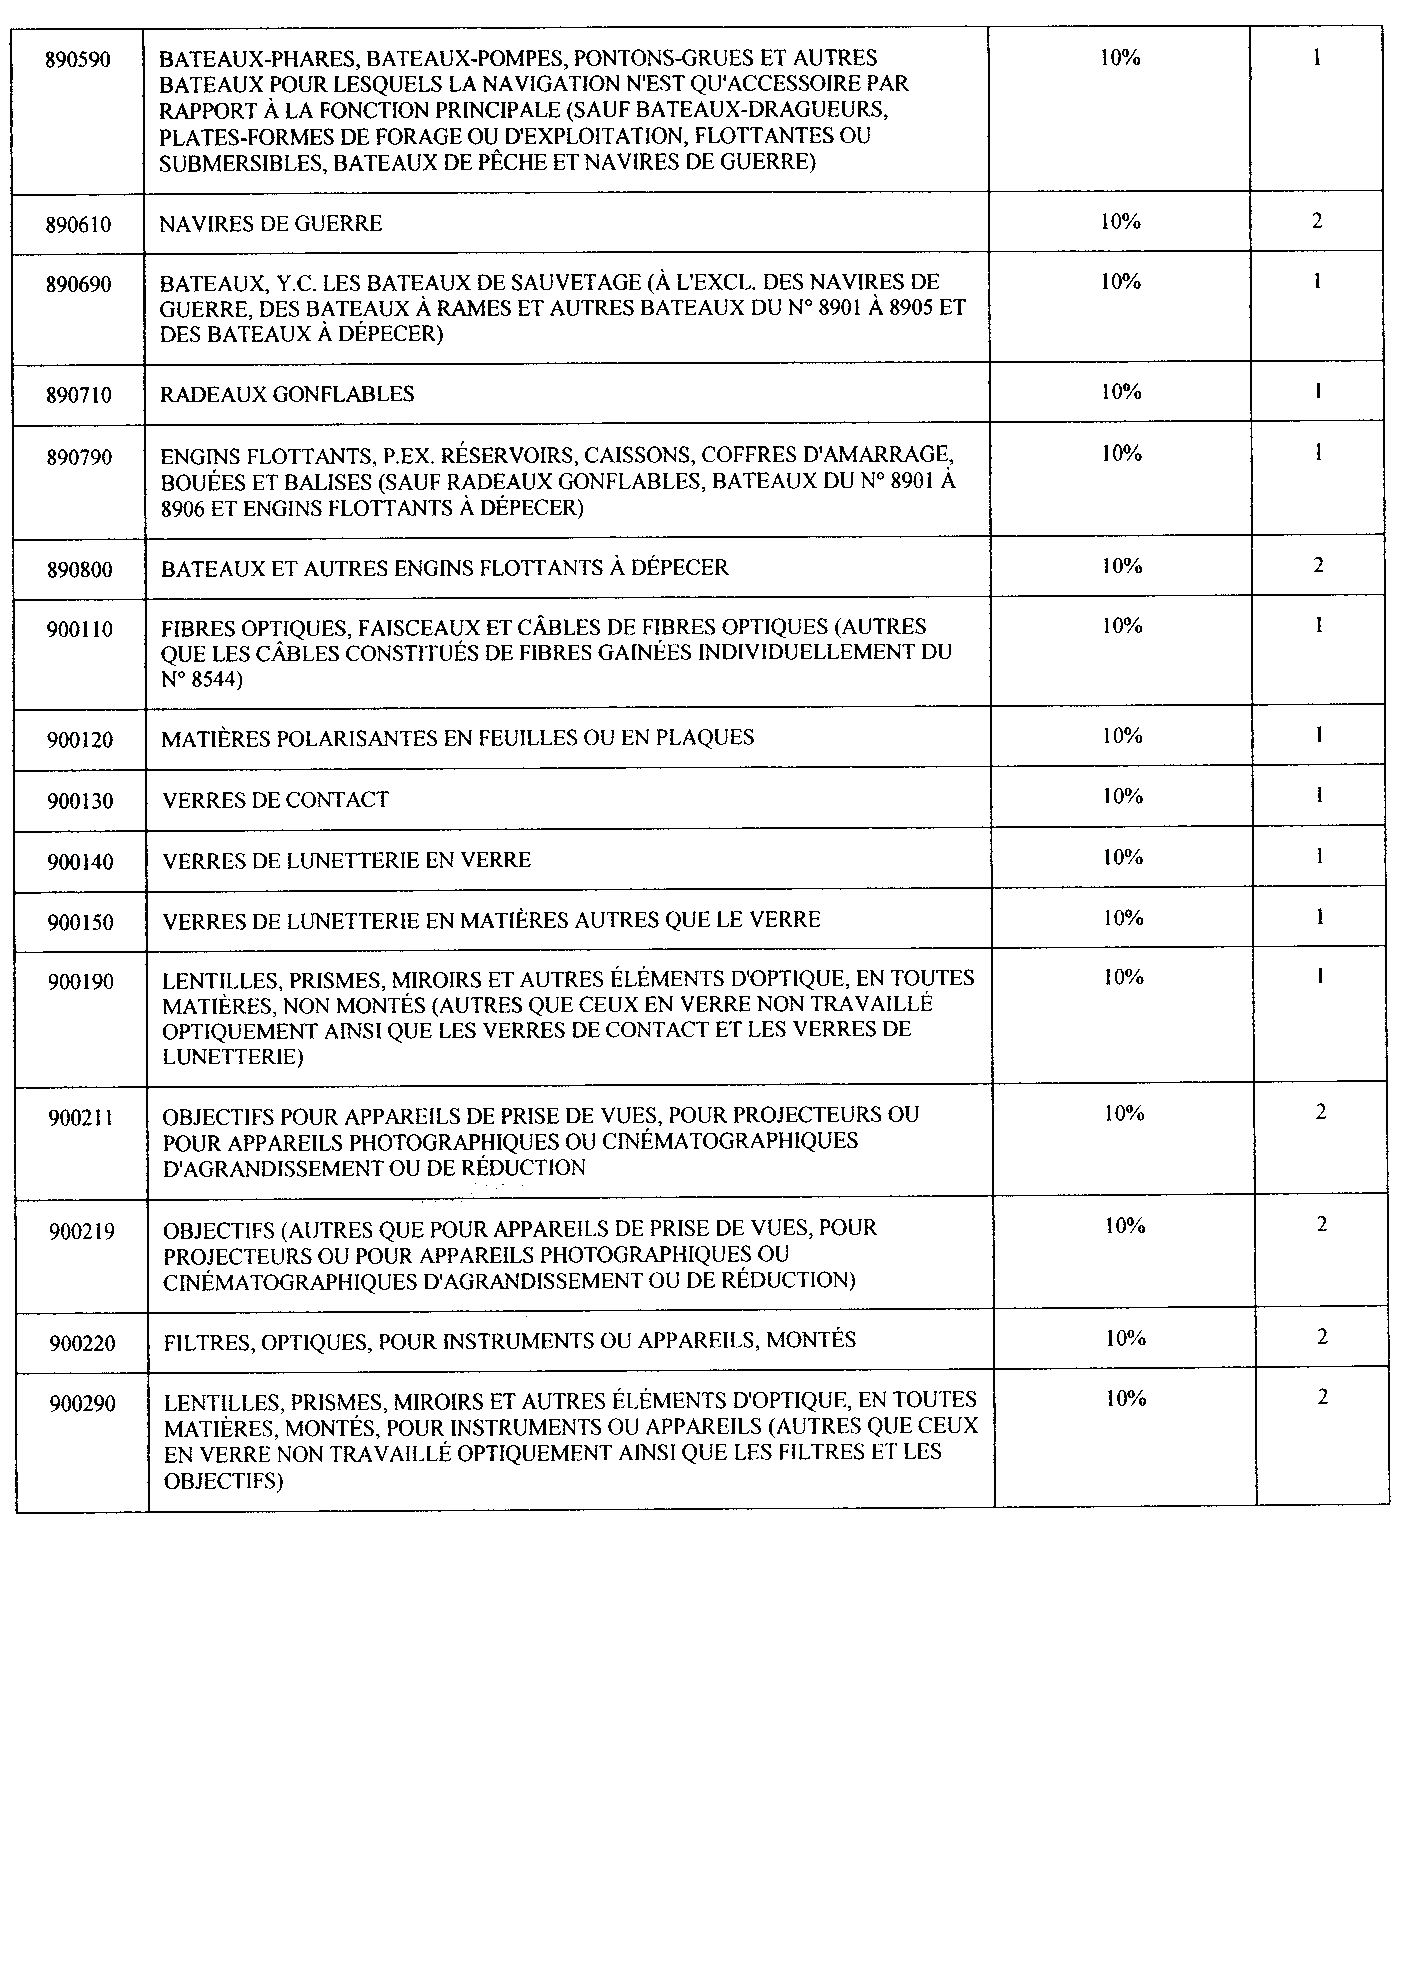 890590 BATEAUX-PHARES, BATEAUX-POMPES, PONTONS-GRUES ET AUTRES 10% 1
BATEAUX POUR LESQUELS LA NAVIGATION N'EST QU'ACCESSOIRE PAR
RAPPORT À LA FONCTION PRINCIPALE (SAUF BATEAUX-DRAGUEURS,
PLATES-FORMES DE FORAGE OU D'EXPLOITATION, FLOTTANTES OU
SUBMERSIBLES, BATEAUX DE PÊCHE ET NAVIRES DE GUERRE)
890610 NAVIRES DE GUERRE 10% 2
890690 BATEAUX, Y.C. LES BATEAUX DE SAUVETAGE (À L'EXCL. DES NAVIRES DE 10% 1
GUERRE, DES BATEAUX À RAMES ET AUTRES BATEAUX DU N° 8901 À 8905 ET
DES BATEAUX À DÉPECER)
890710 RADEAUX GONFLABLES 10% 1
890790 ENGINS FLOTTANTS, P.EX. RÉSERVOIRS, CAISSONS, COFFRES D'AMARRAGE, 10% 1
BOUÉES ET BALISES (SAUF RADEAUX GONFLABLES, BATEAUX DU N° 8901 À
8906 ET ENGINS FLOTTANTS À DÉPECER)
890800 BATEAUX ET AUTRES ENGINS FLOTTANTS À DÉPECER 10% 2
900110 FIBRES OPTIQUES, FAISCEAUX ET CÂBLES DE FIBRES OPTIQUES (AUTRES 10% 1
QUE LES CÂBLES CONSTITUÉS DE FIBRES GAINÉES INDIVIDUELLEMENT DU
N° 8544)
900120 MATIÈRES POLARISANTES EN FEUILLES OU EN PLAQUES 10% 1
900130 VERRES DE CONTACT 10% 1
900140 VERRES DE LUNETTERIE EN VERRE 10% 1
900150 VERRES DE LUNETTERIE EN MATIÈRES AUTRES QUE LE VERRE 10% 1
900190 LENTILLES, PRISMES, MIROIRS ET AUTRES ÉLÉMENTS D'OPTIQUE, EN TOUTES 10% 1
MATIÈRES, NON MONTÉS (AUTRES QUE CEUX EN VERRE NON TRAVAILLÉ
OPTIQUEMENT AINSI QUE LES VERRES DE CONTACT ET LES VERRES DE
LUNETTERIE)
900211 OBJECTIFS POUR APPAREILS DE PRISE DE VUES, POUR PROJECTEURS OU 10% 2
POUR APPAREILS PHOTOGRAPHIQUES OU CINÉMATOGRAPHIQUES
D'AGRANDISSEMENT OU DE RÉDUCTION
900219 OBJECTIFS (AUTRES QUE POUR APPAREILS DE PRISE DE VUES, POUR 10% 2
PROJECTEURS OU POUR APPAREILS PHOTOGRAPHIQUES OU
CINÉMATOGRAPHIQUES D'AGRANDISSEMENT OU DE RÉDUCTION)
900220 FILTRES, OPTIQUES, POUR INSTRUMENTS OU APPAREILS, MONTÉS 10% 2
900290 LENTILLES, PRISMES, MIROIRS ET AUTRES ÉLÉMENTS D'OPTIQUE, EN TOUTES 10% 2
MATIÈRES, MONTÉS, POUR INSTRUMENTS OU APPAREILS (AUTRES QUE CEUX
EN VERRE NON TRAVAILLÉ OPTIQUEMENT AINSI QUE LES FILTRES ET LES
OBJECTIFS)